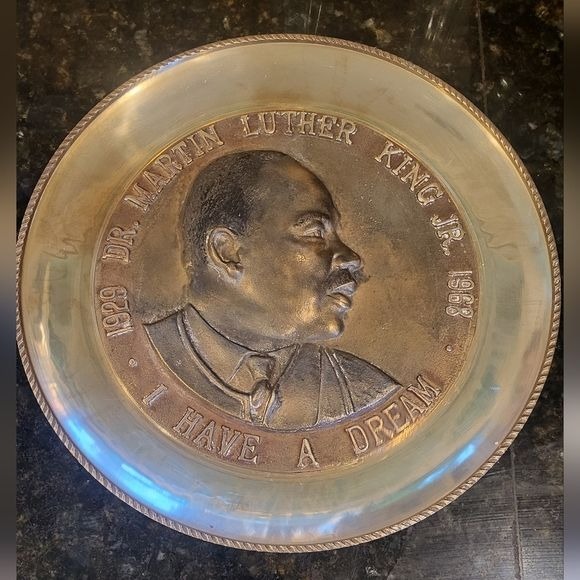 1929 DR. MARTIN LUTHER KING JR. 1968
• I HAVE A DREAM •